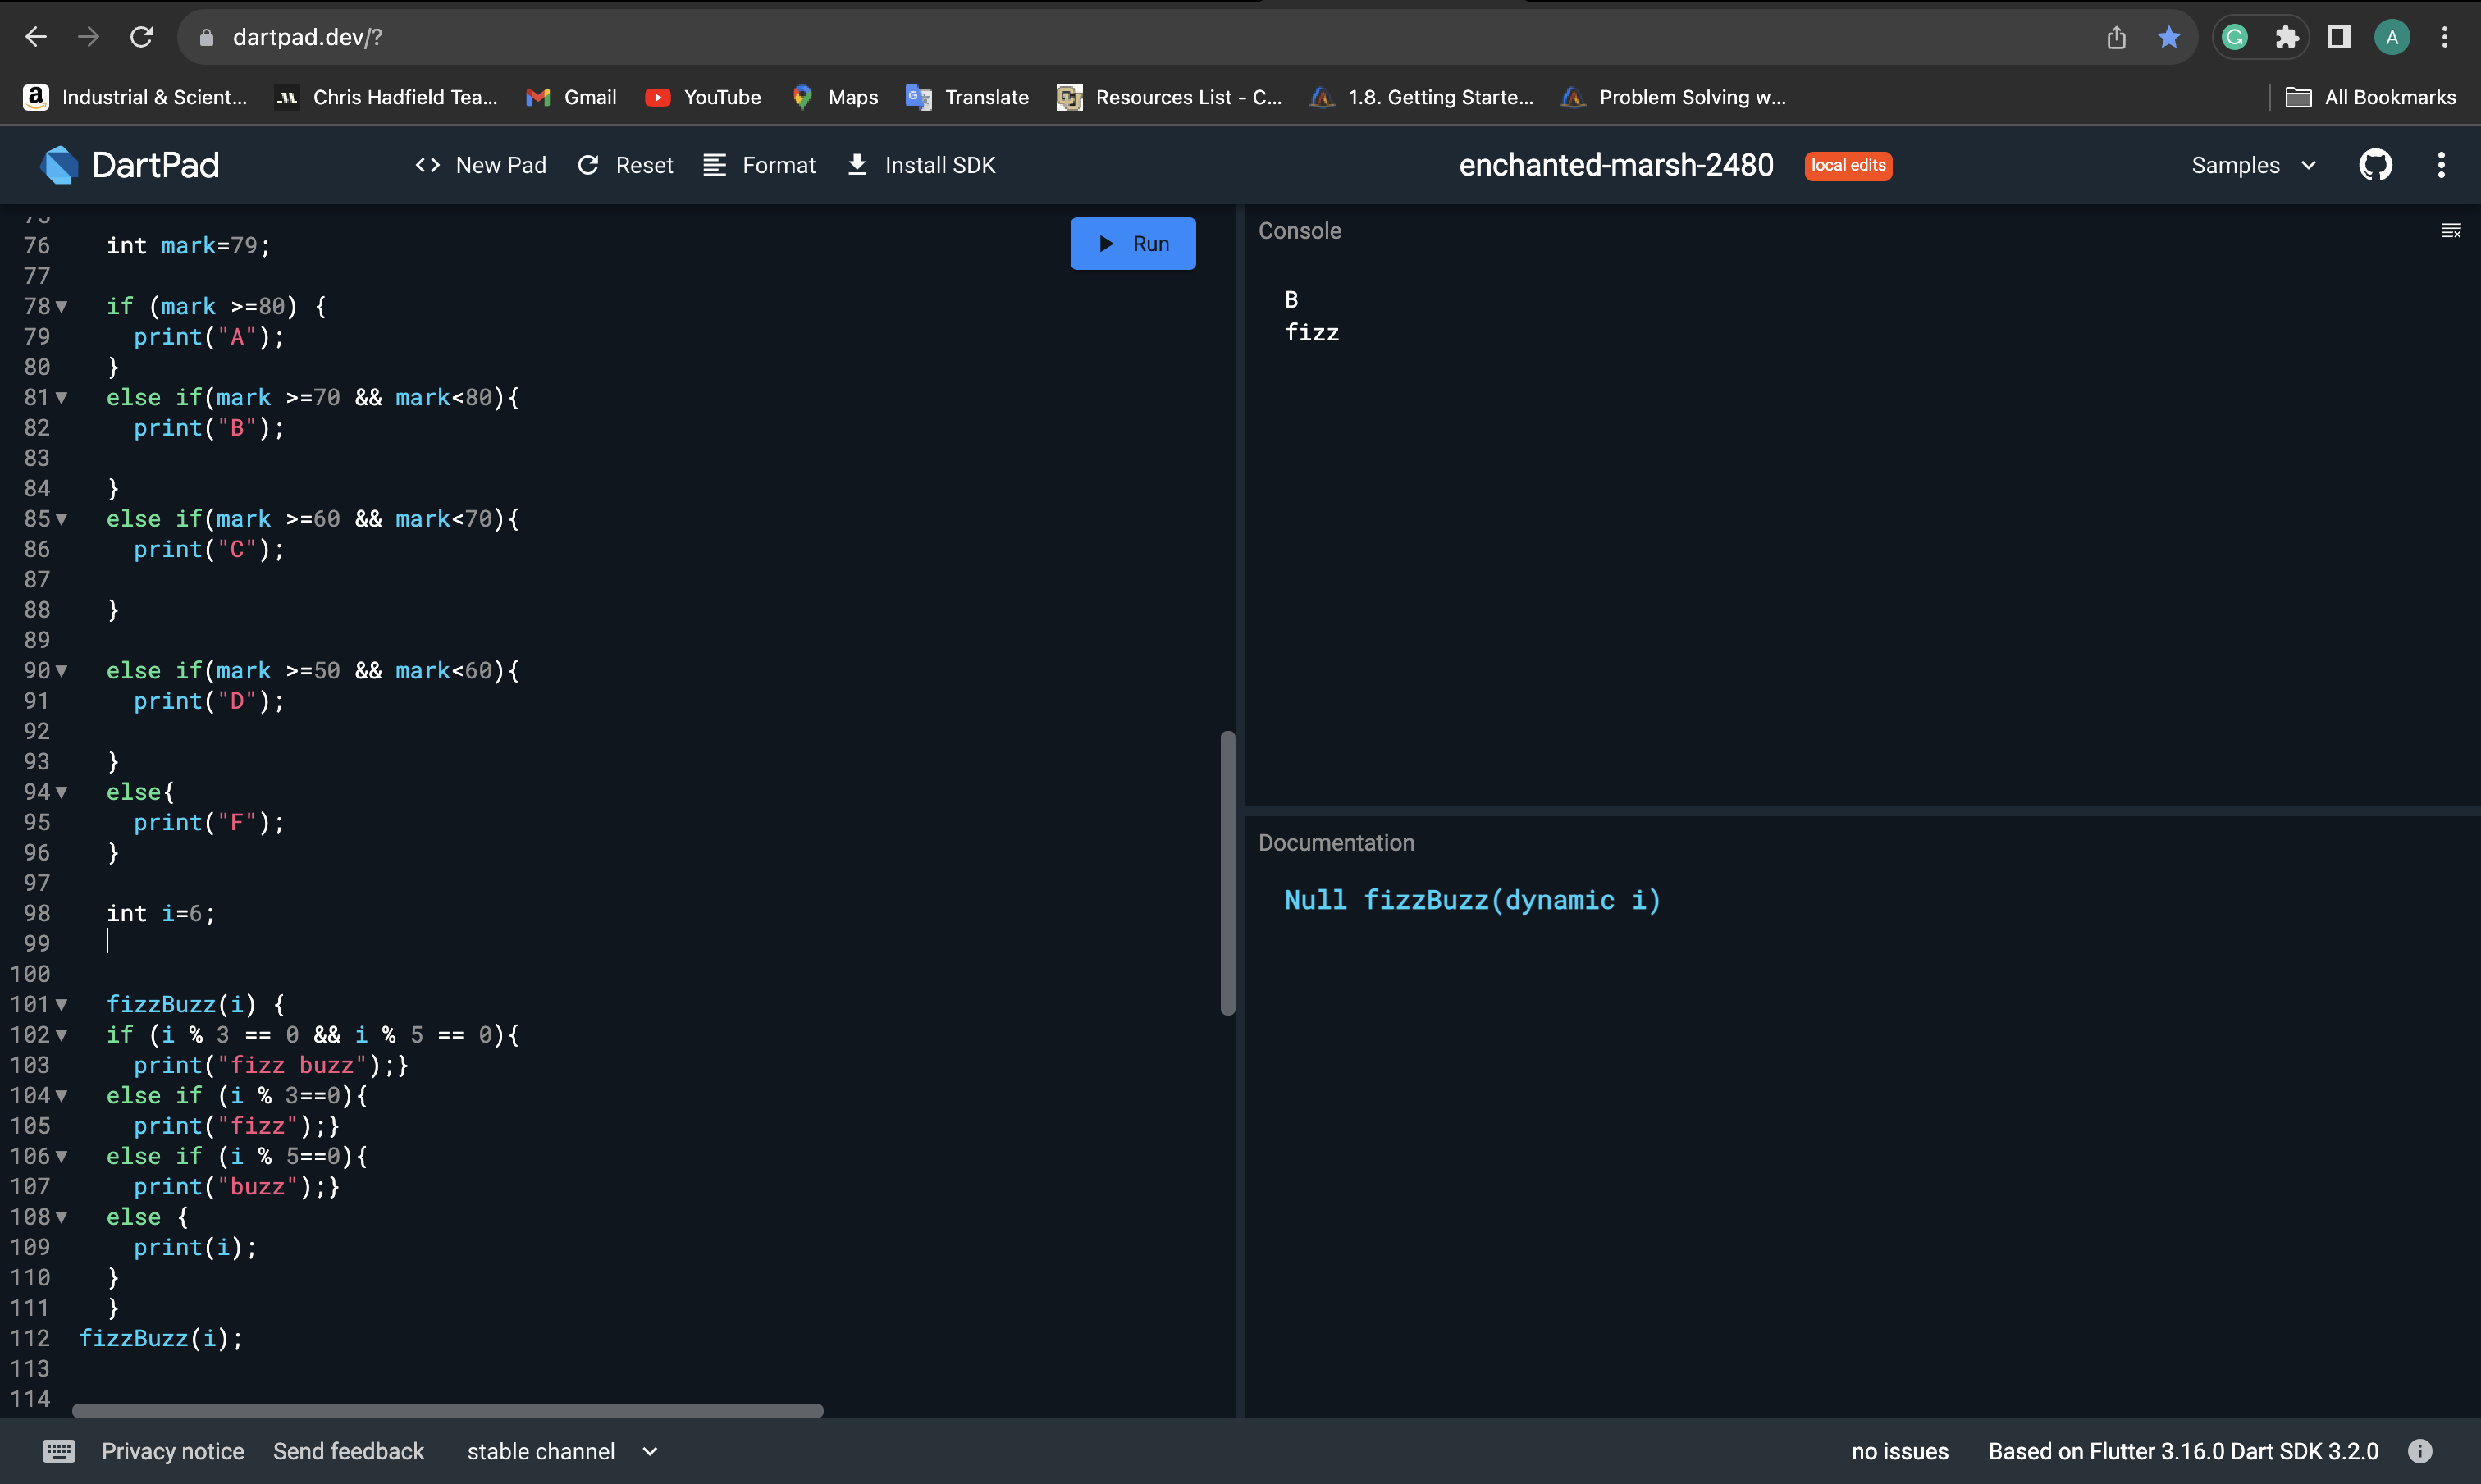 dartpad.dev/?
A
Industrial & Scient...
Chris Hadfield Tea...
Gmail
YouTube
Maps
Translate
Resources List - C...
1.8. Getting Starte...
Problem Solving w...
All Bookmarks
DartPad
<> New Pad
Reset
Format
Install SDK
enchanted-marsh-2480
local edits
Samples
76 int mark=79;
77
78 if (mark >=80) {
79 print("A");
80 }
81 else if(mark >=70 && mark<80){
82 print("B");
83
84 }
85 else if(mark >=60 && mark<70){
86 print("C");
87
88 }
89
90 else if(mark >=50 && mark<60){
91 print("D");
92
93 }
94 else{
95 print("F");
96 }
97
98 int i=6;
99
100
101 fizzBuzz(i) {
102 if (i % 3 == 0 && i % 5 == 0){
103 print("fizz buzz");}
104 else if (i % 3==0){
105 print("fizz");}
106 else if (i % 5==0){
107 print("buzz");}
108 else {
109 print(i);
110 }
111 }
112 fizzBuzz(i);
113
114
Run
Console
B
fizz
Documentation
Null fizzBuzz(dynamic i)
Privacy notice
Send feedback
stable channel
no issues
Based on Flutter 3.16.0 Dart SDK 3.2.0